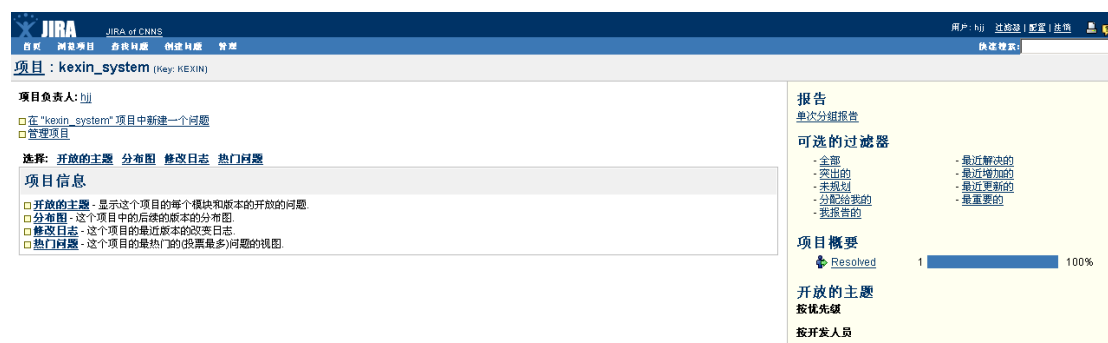 JIRA JIRA of CNNS
用户: hjj 过滤器 | 配置 | 注销
首页 浏览项目 查找问题 创建问题 管理
快速搜索:
项目 : kexin_system (Key: KEXIN)
项目负责人: hjj
在 "kexin_system" 项目中新建一个问题
管理项目
选择: 开放的主题 分布图 修改日志 热门问题
项目信息
开放的主题 - 显示这个项目的每个模块和版本的开放的问题.
分布图 - 这个项目中的后续的版本的分布图.
修改日志 - 这个项目的最近版本的改变日志.
热门问题 - 这个项目的最热门的(投票最多)问题的视图.
报告
单次分组报告
可选的过滤器
- 全部
- 突出的
- 未规划
- 分配给我的
- 我报告的
- 最近解决的
- 最近增加的
- 最近更新的
- 最重要的
项目概要
Resolved 1 100%
开放的主题
按优先级
按开发人员